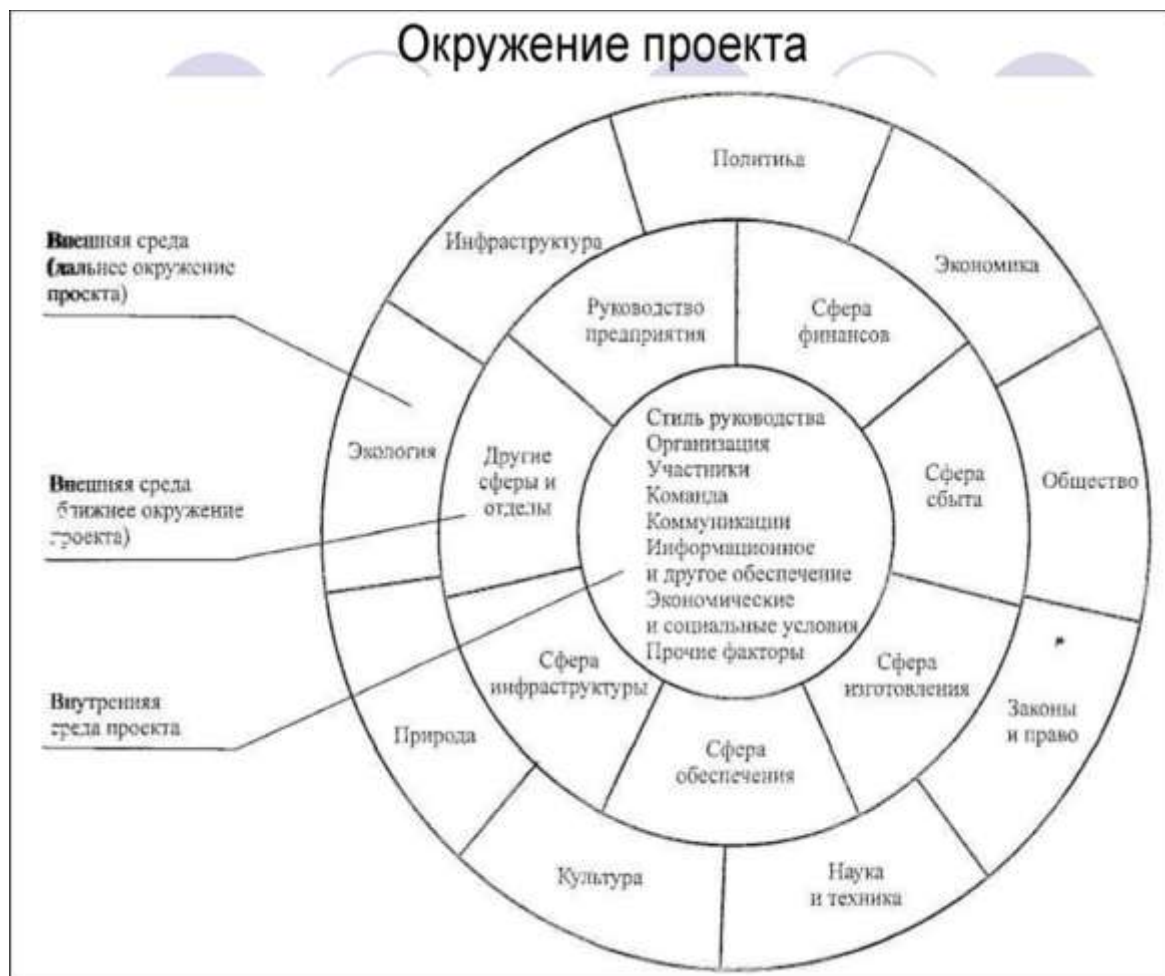 Окружение проекта
Политика
Инфраструктура
Экономика
Внешняя среда
(дальнее окружение
проекта)
Руководство
предприятия
Сфера
финансов
Стиль руководства
Организация
Участники
Команда
Коммуникации
Информационное
и другое обеспечение
Экономические
и социальные условия
Прочие факторы
Экология
Другие
сферы и
отделы
Сфера
сбыта
Общество
Внешняя среда
ближнее окружение
проекта)
Сфера
инфраструктуры
Сфера
изготовления
Внутренняя
среда проекта
Природа
Сфера
обеспечения
Законы
и право
Культура
Наука
и техника